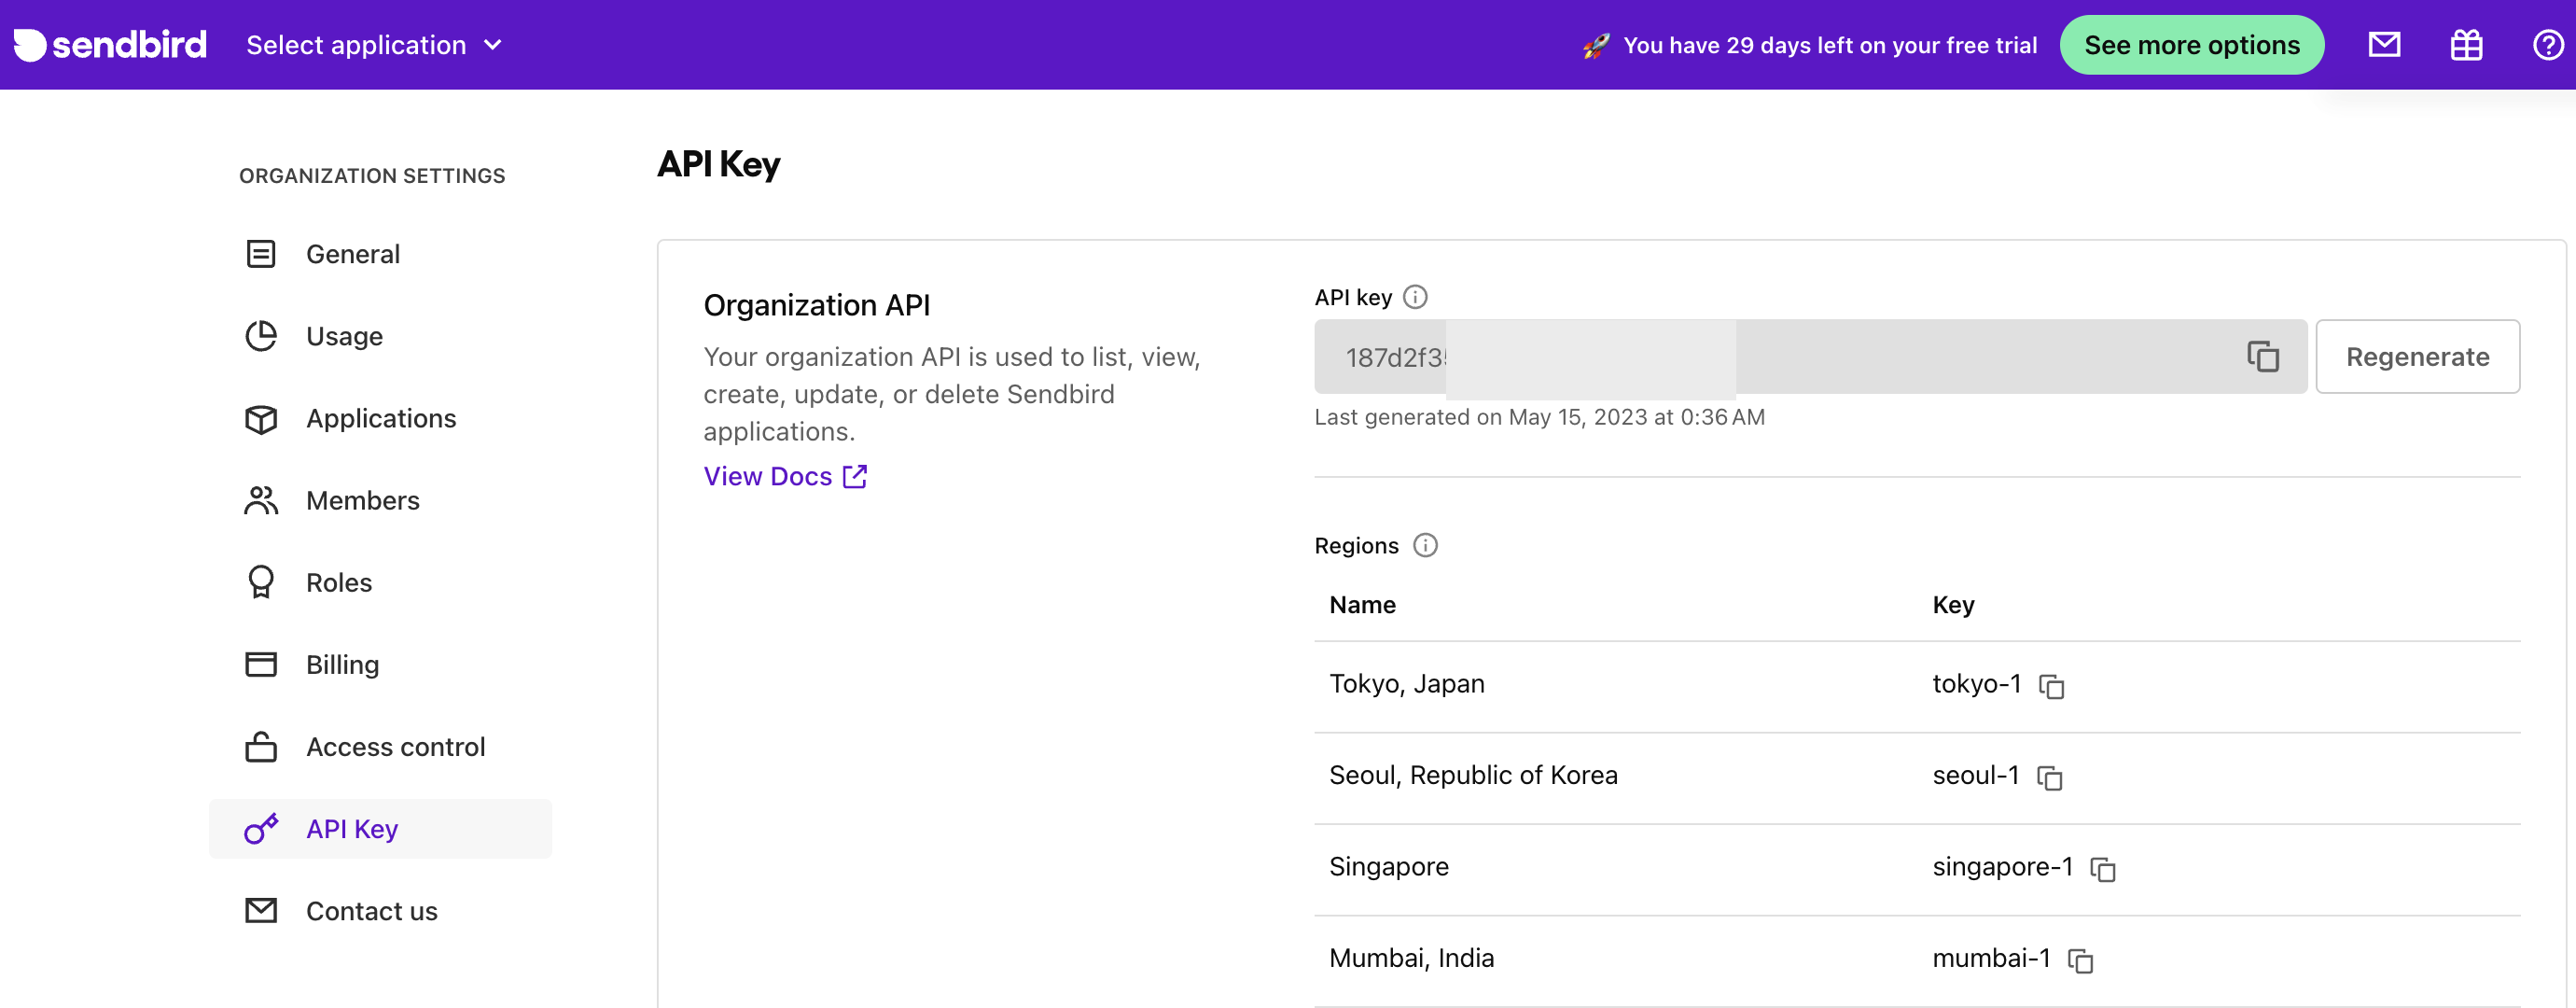 sendbird Select application 🚀 You have 29 days left on your free trial See more options
ORGANIZATION SETTINGS
General
Usage
Applications
Members
Roles
Billing
Access control
API Key
Contact us
API Key
Organization API
Your organization API is used to list, view,
create, update, or delete Sendbird
applications.
View Docs
API key
187d2f3
Regenerate
Last generated on May 15, 2023 at 0:36 AM
Regions
Name Key
Tokyo, Japan tokyo-1
Seoul, Republic of Korea seoul-1
Singapore singapore-1
Mumbai, India mumbai-1